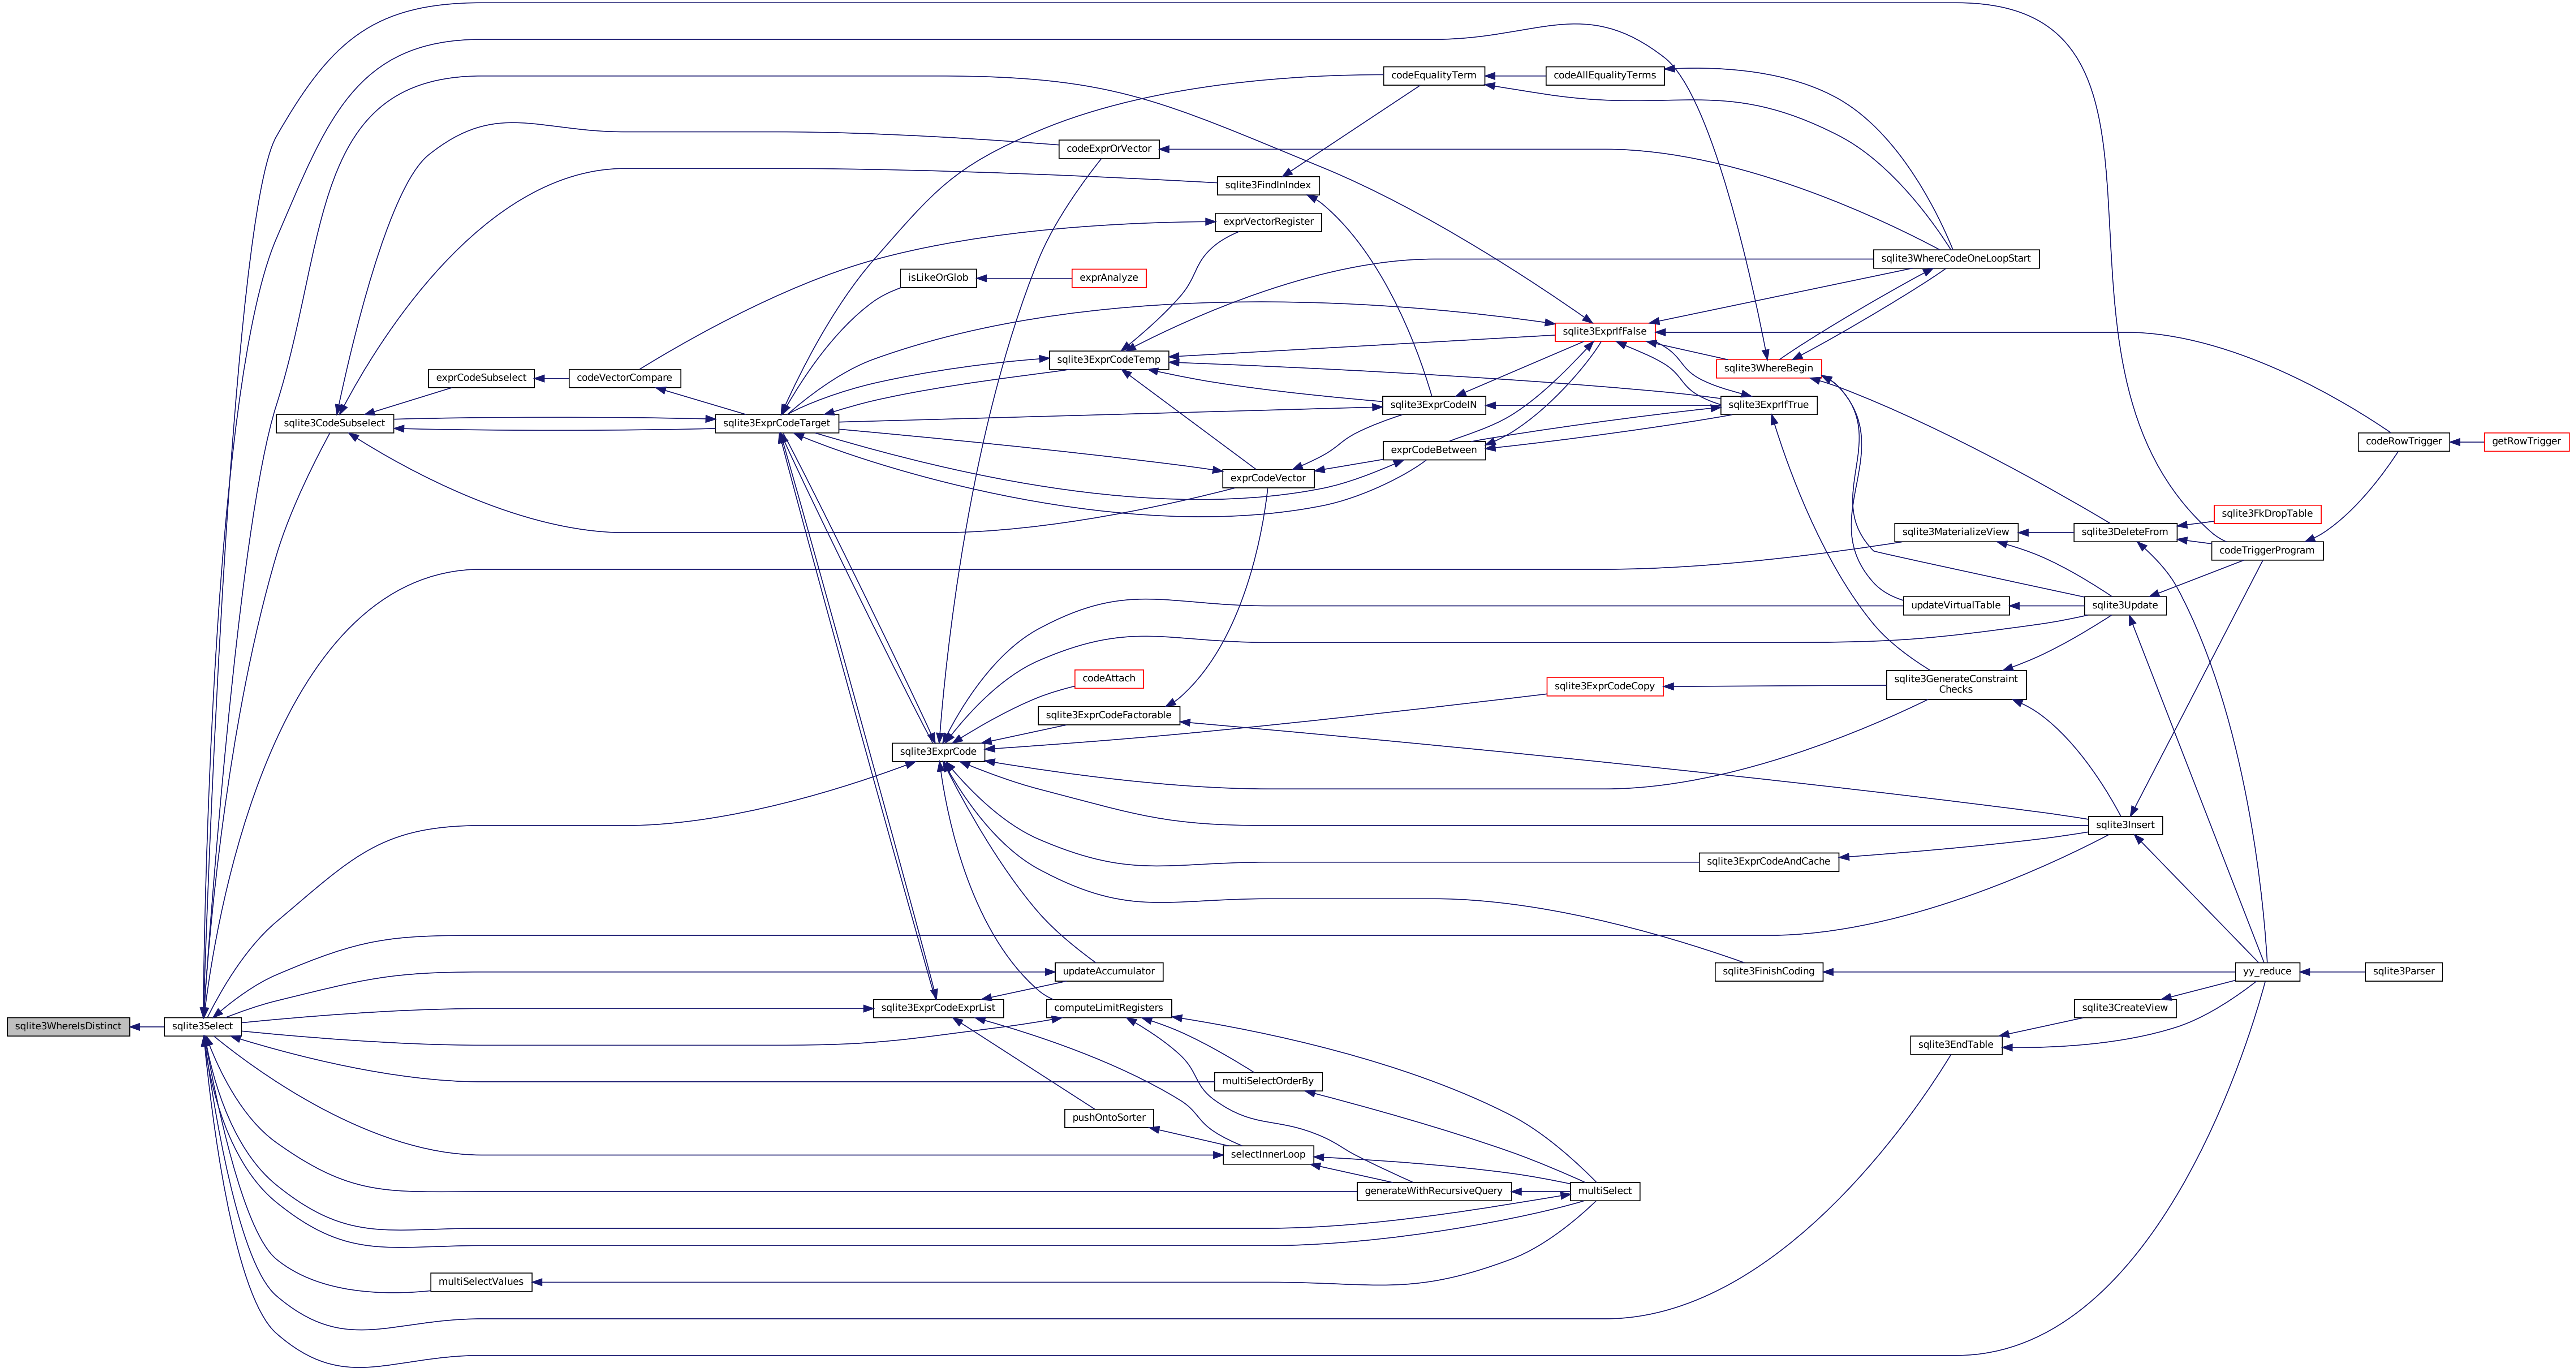 codeEqualityTerm
codeAllEqualityTerms
codeExprOrVector
sqlite3FindInIndex
exprVectorRegister
sqlite3WhereCodeOneLoopStart
isLikeOrGlob
exprAnalyze
sqlite3ExprIfFalse
sqlite3ExprCodeTemp
sqlite3WhereBegin
exprCodeSubselect
codeVectorCompare
sqlite3ExprCodeIN
sqlite3ExprIfTrue
sqlite3CodeSubselect
sqlite3ExprCodeTarget
codeRowTrigger
getRowTrigger
exprCodeBetween
exprCodeVector
sqlite3FkDropTable
sqlite3MaterializeView
sqlite3DeleteFrom
codeTriggerProgram
updateVirtualTable
sqlite3Update
codeAttach
sqlite3ExprCodeCopy
sqlite3GenerateConstraint
Checks
sqlite3ExprCodeFactorable
sqlite3ExprCode
sqlite3Insert
sqlite3ExprCodeAndCache
updateAccumulator
sqlite3FinishCoding
yy_reduce
sqlite3Parser
sqlite3ExprCodeExprList
computeLimitRegisters
sqlite3CreateView
sqlite3WhereIsDistinct
sqlite3Select
sqlite3EndTable
multiSelectOrderBy
pushOntoSorter
selectInnerLoop
generateWithRecursiveQuery
multiSelect
multiSelectValues